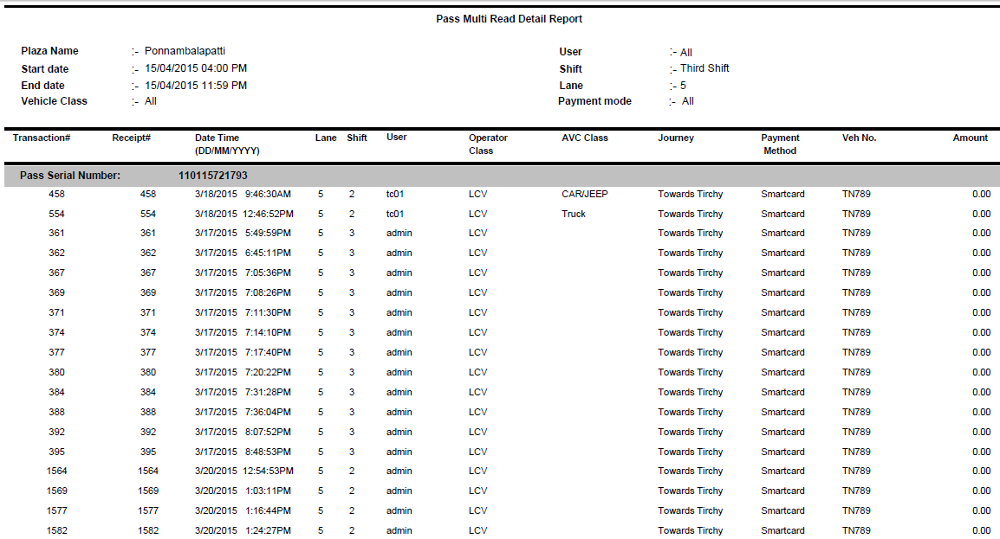 Pass Multi Read Detail Report
Plaza Name :- Ponnambalapatti User :- All
Start date :- 15/04/2015 04:00 PM Shift :- Third Shift
End date :- 15/04/2015 11:59 PM Lane :- 5
Vehicle Class :- All Payment mode :- All
Transaction# Receipt# Date Time Lane Shift User Operator AVC Class Journey Payment Veh No. Amount
(DD/MM/YYYY) Class Method
Pass Serial Number: 110115721793
458 458 3/18/2015 9:46:30AM 5 2 tc01 LCV CAR/JEEP Towards Tirchy Smartcard TN789 0.00
554 554 3/18/2015 12:46:52PM 5 2 tc01 LCV Truck Towards Tirchy Smartcard TN789 0.00
361 361 3/17/2015 5:49:59PM 5 3 admin LCV Towards Tirchy Smartcard TN789 0.00
362 362 3/17/2015 6:45:11PM 5 3 admin LCV Towards Tirchy Smartcard TN789 0.00
367 367 3/17/2015 7:05:36PM 5 3 admin LCV Towards Tirchy Smartcard TN789 0.00
369 369 3/17/2015 7:08:26PM 5 3 admin LCV Towards Tirchy Smartcard TN789 0.00
371 371 3/17/2015 7:11:30PM 5 3 admin LCV Towards Tirchy Smartcard TN789 0.00
374 374 3/17/2015 7:14:10PM 5 3 admin LCV Towards Tirchy Smartcard TN789 0.00
377 377 3/17/2015 7:17:40PM 5 3 admin LCV Towards Tirchy Smartcard TN789 0.00
380 380 3/17/2015 7:20:22PM 5 3 admin LCV Towards Tirchy Smartcard TN789 0.00
384 384 3/17/2015 7:31:28PM 5 3 admin LCV Towards Tirchy Smartcard TN789 0.00
388 388 3/17/2015 7:36:04PM 5 3 admin LCV Towards Tirchy Smartcard TN789 0.00
392 392 3/17/2015 8:07:52PM 5 3 admin LCV Towards Tirchy Smartcard TN789 0.00
395 395 3/17/2015 8:48:53PM 5 3 admin LCV Towards Tirchy Smartcard TN789 0.00
1564 1564 3/20/2015 12:54:53PM 5 2 admin LCV Towards Tirchy Smartcard TN789 0.00
1569 1569 3/20/2015 1:03:11PM 5 2 admin LCV Towards Tirchy Smartcard TN789 0.00
1577 1577 3/20/2015 1:16:44PM 5 2 admin LCV Towards Tirchy Smartcard TN789 0.00
1582 1582 3/20/2015 1:24:27PM 5 2 admin LCV Towards Tirchy Smartcard TN789 0.00